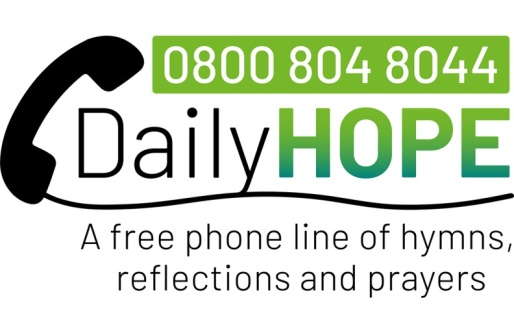 0800 804 8044
DailyHOPE
A free phone line of hymns,
reflections and prayers